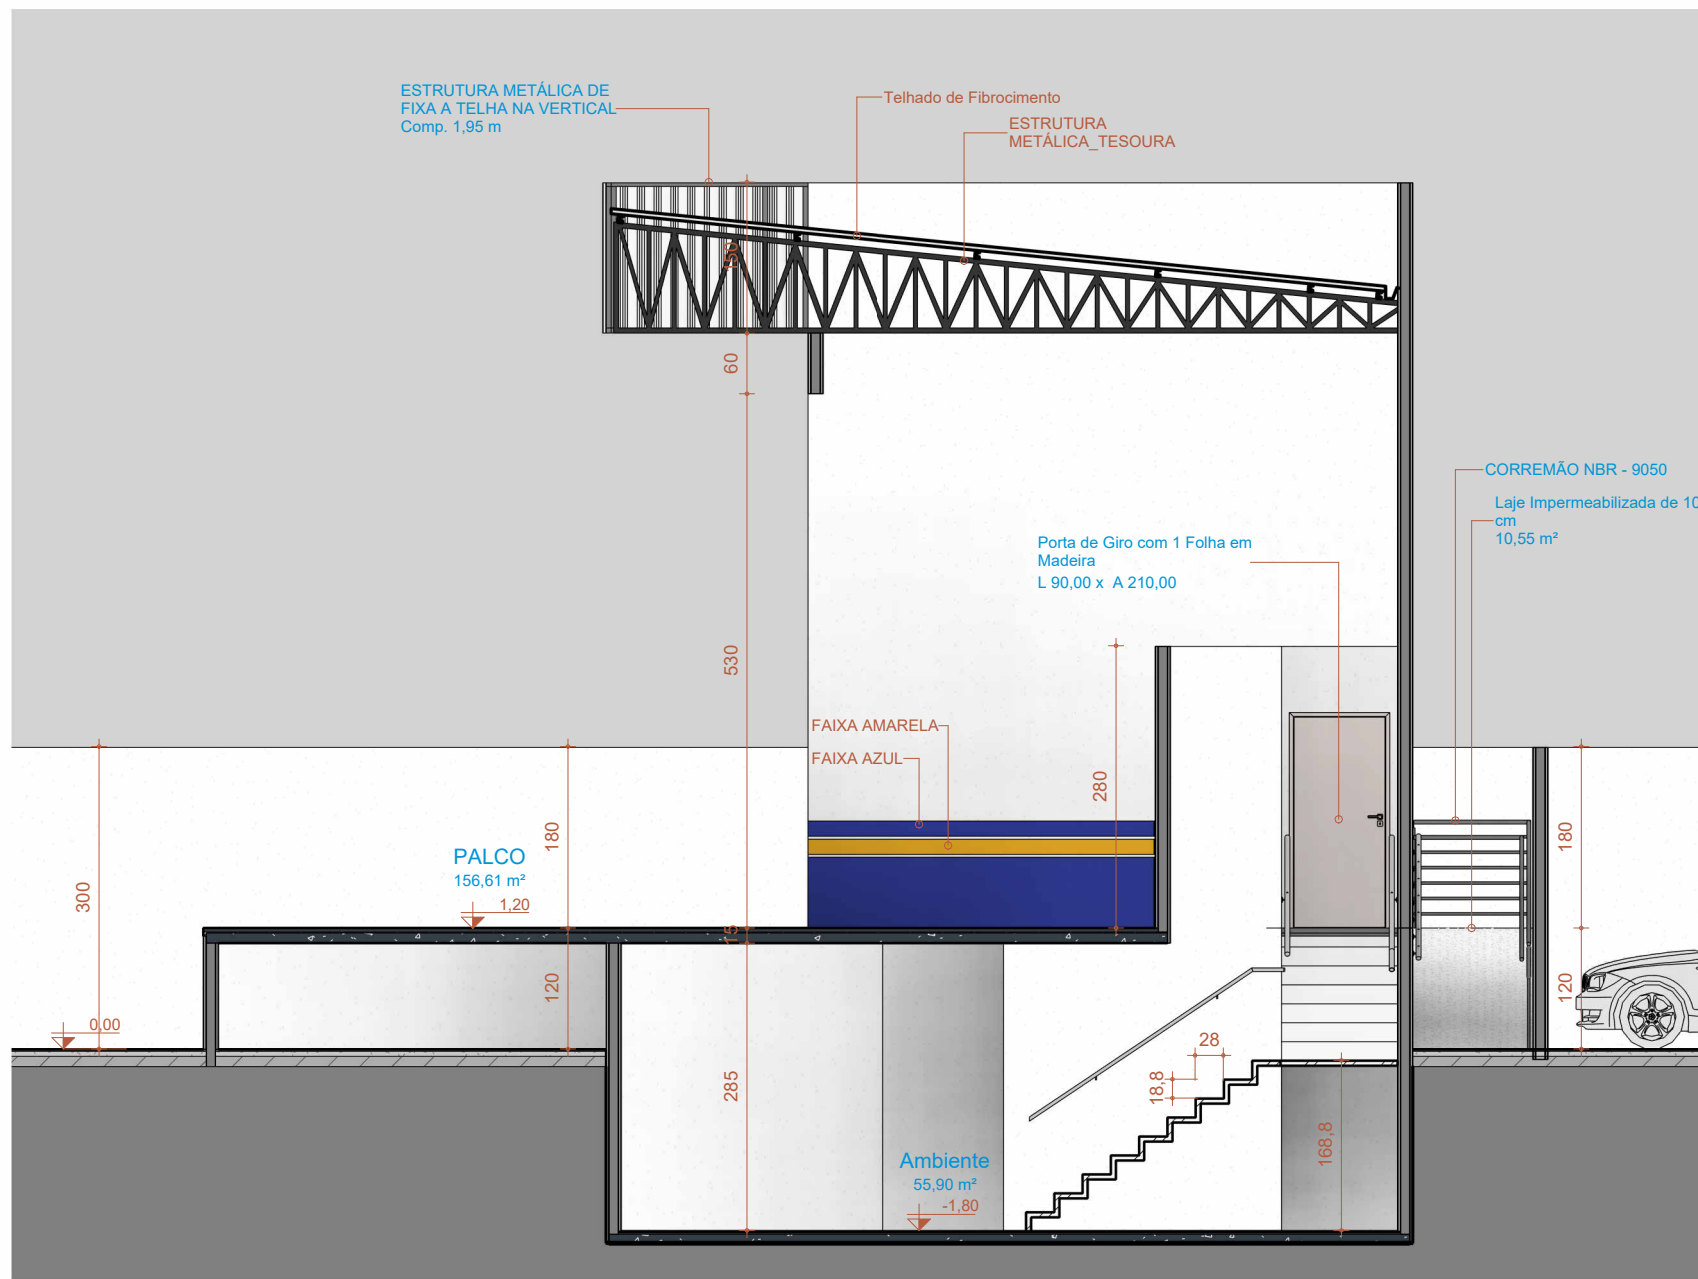 ESTRUTURA METÁLICA DE
FIXA A TELHA NA VERTICAL
Comp. 1,95 m
Telhado de Fibrocimento
ESTRUTURA
METÁLICA_TESOURA
150
60
CORREMÃO NBR - 9050
Laje Impermeabilizada de 10
cm
10,55 m²
Porta de Giro com 1 Folha em
Madeira
L 90,00 x A 210,00
530
FAIXA AMARELA
FAIXA AZUL
280
180
180
PALCO
156,61 m²
1,20
300
15
120
120
0,00
28
18,8
285
168,8
Ambiente
55,90 m²
-1,80